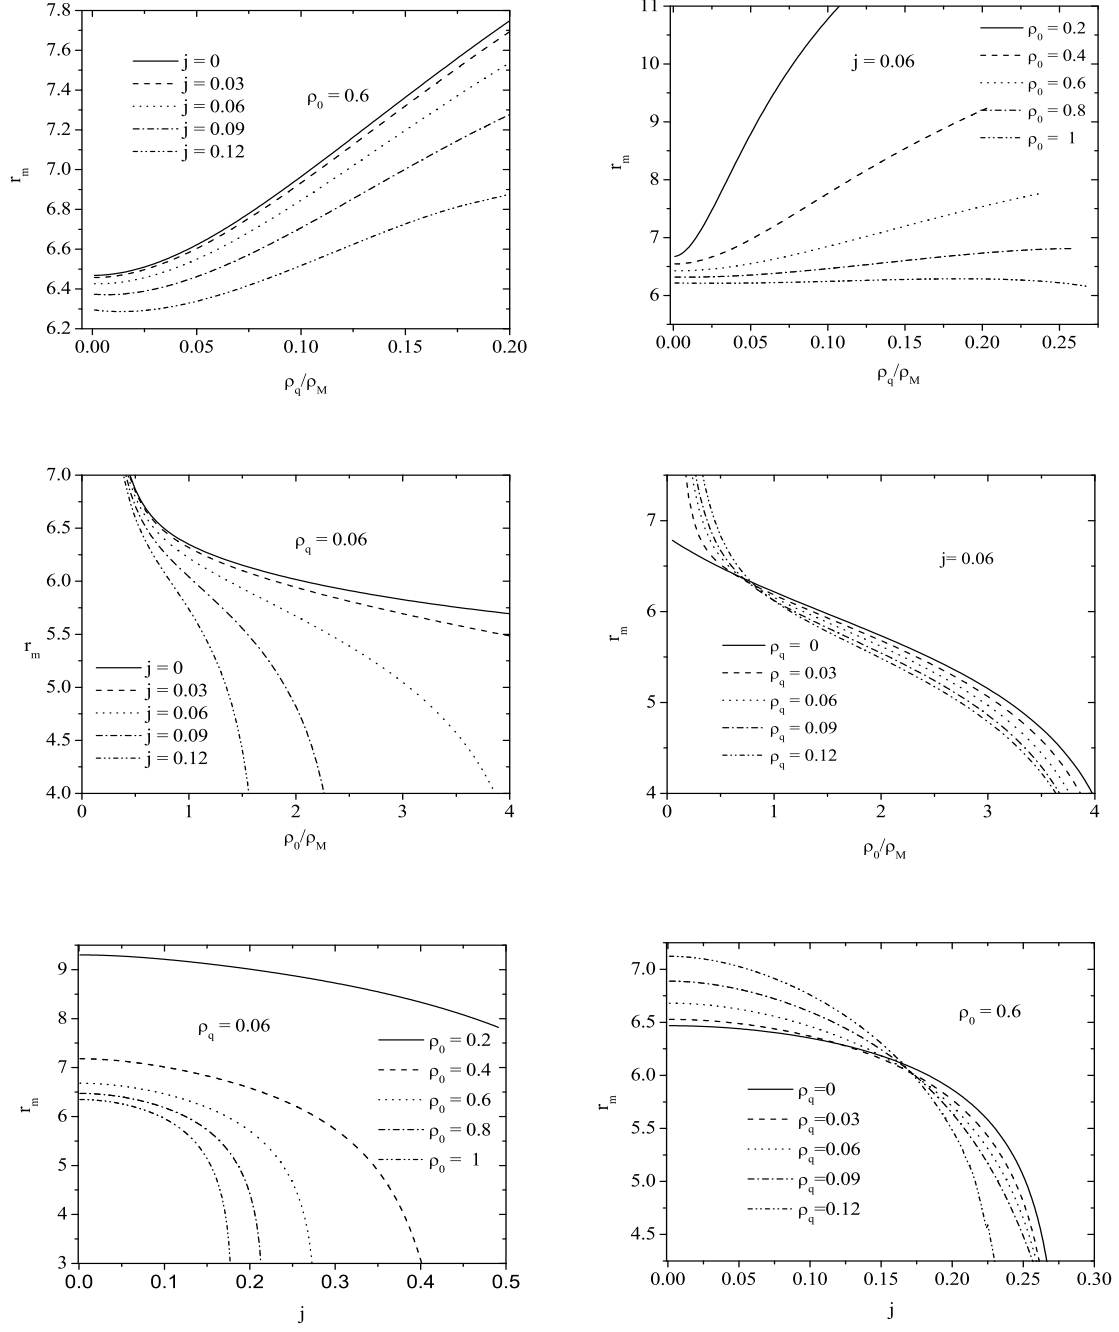 7.8
7.6
7.4
7.2
7.0
6.8
6.6
6.4
6.2
r_m
j = 0
j = 0.03
j = 0.06
j = 0.09
j = 0.12
ρ_0 = 0.6
0.00 0.05 0.10 0.15 0.20
ρ_q/ρ_M
11
10
9
8
7
6
r_m
j = 0.06
ρ_0 = 0.2
ρ_0 = 0.4
ρ_0 = 0.6
ρ_0 = 0.8
ρ_0 = 1
0.00 0.05 0.10 0.15 0.20 0.25
ρ_q/ρ_M
7.0
6.5
6.0
5.5
5.0
4.5
4.0
r_m
ρ_q = 0.06
j = 0
j = 0.03
j = 0.06
j = 0.09
j = 0.12
0 1 2 3 4
ρ_0/ρ_M
7
6
5
4
r_m
j= 0.06
ρ_q = 0
ρ_q = 0.03
ρ_q = 0.06
ρ_q = 0.09
ρ_q = 0.12
0 1 2 3 4
ρ_0/ρ_M
9
8
7
6
5
4
3
r_m
ρ_q = 0.06
ρ_0 = 0.2
ρ_0 = 0.4
ρ_0 = 0.6
ρ_0 = 0.8
ρ_0 = 1
0.0 0.1 0.2 0.3 0.4 0.5
j
7.0
6.5
6.0
5.5
5.0
4.5
r_m
ρ_0 = 0.6
ρ_q=0
ρ_q=0.03
ρ_q=0.06
ρ_q=0.09
ρ_q=0.12
0.00 0.05 0.10 0.15 0.20 0.25 0.30
j